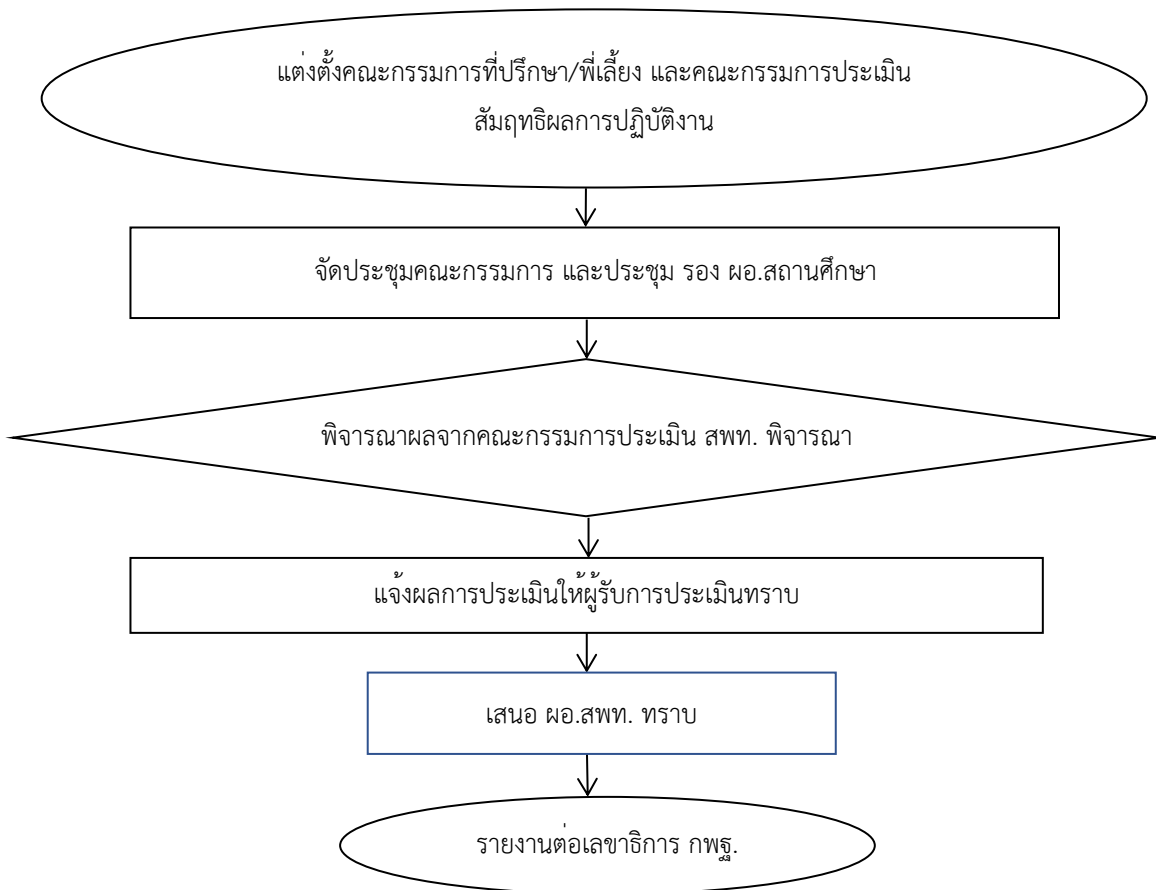 แต่งตั้งคณะกรรมการที่ปรึกษา/พี่เลี้ยง และคณะกรรมการประเมิน
สัมฤทธิผลการปฏิบัติงาน
จัดประชุมคณะกรรมการ และประชุม รอง ผอ.สถานศึกษา
พิจารณาผลจากคณะกรรมการประเมิน สพท. พิจารณา
แจ้งผลการประเมินให้ผู้รับการประเมินทราบ
เสนอ ผอ.สพท. ทราบ
รายงานต่อเลขาธิการ กพฐ.